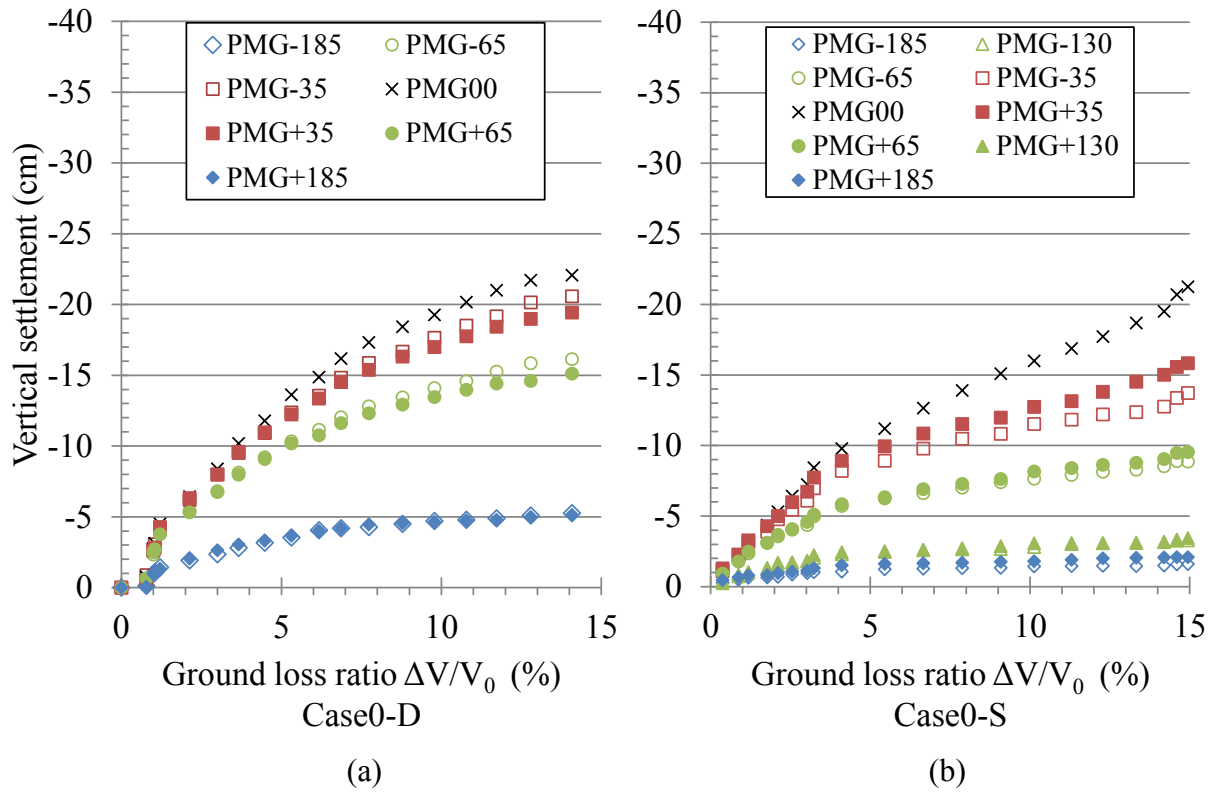 Vertical settlement (cm)
-40
-35
-30
-25
-20
-15
-10
-5
0
PMG-185 PMG-65
PMG-35 PMG00
PMG+35 PMG+65
PMG+185
0 5 10 15
Ground loss ratio ΔV/V₀ (%)
Case0-D
(a)
-40
-35
-30
-25
-20
-15
-10
-5
0
PMG-185 PMG-130
PMG-65 PMG-35
PMG00 PMG+35
PMG+65 PMG+130
PMG+185
0 5 10 15
Ground loss ratio ΔV/V₀ (%)
Case0-S
(b)